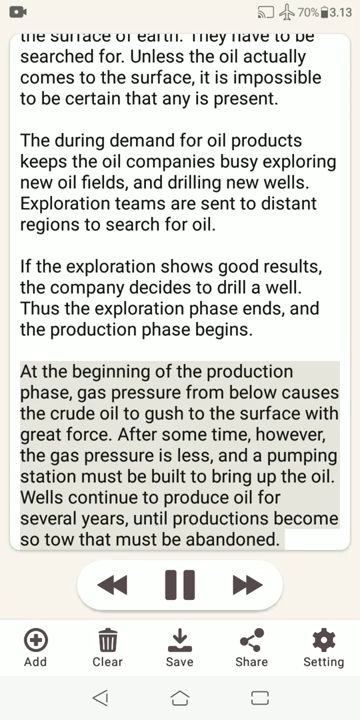 70% 3.13
the surface of earth. They have to be
searched for. Unless the oil actually
comes to the surface, it is impossible
to be certain that any is present.
The during demand for oil products
keeps the oil companies busy exploring
new oil fields, and drilling new wells.
Exploration teams are sent to distant
regions to search for oil.
If the exploration shows good results,
the company decides to drill a well.
Thus the exploration phase ends, and
the production phase begins.
At the beginning of the production
phase, gas pressure from below causes
the crude oil to gush to the surface with
great force. After some time, however,
the gas pressure is less, and a pumping
station must be built to bring up the oil.
Wells continue to produce oil for
several years, until productions become
so tow that must be abandoned.
Add Clear Save Share Setting